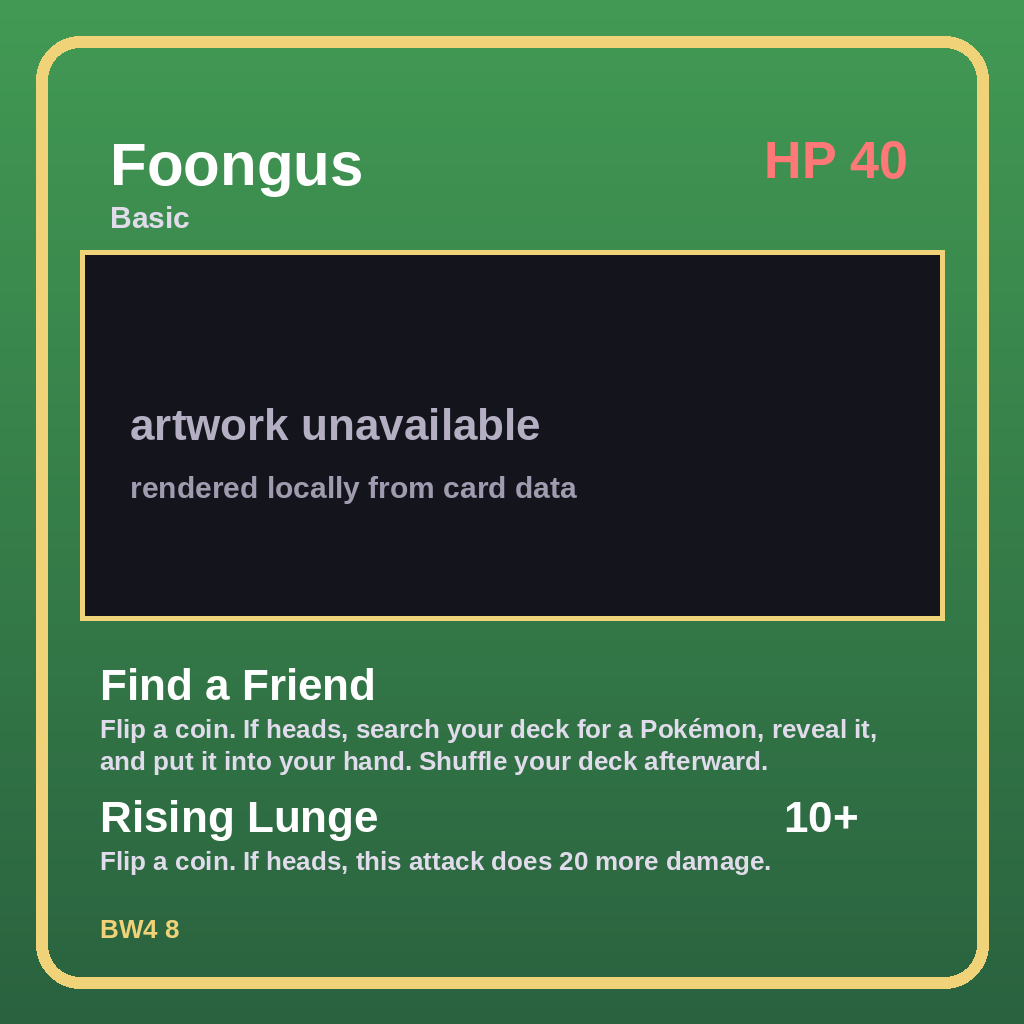 Foongus
HP 40
Basic
artwork unavailable
rendered locally from card data
Find a Friend
Flip a coin. If heads, search your deck for a Pokémon, reveal it,
and put it into your hand. Shuffle your deck afterward.
Rising Lunge
10+
Flip a coin. If heads, this attack does 20 more damage.
BW4 8